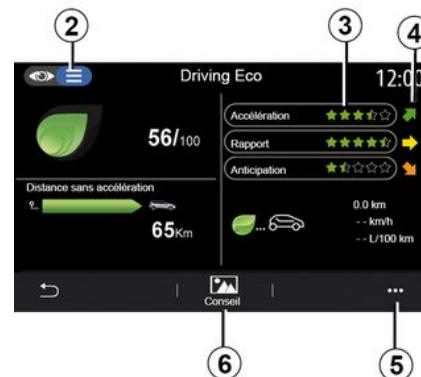 2
3
4
Driving Eco
12:00
56/100
Accélération
Rapport
Anticipation
Distance sans accélération
65Km
0.0 km
-- km/h
-- L/100 km
Conseil
6
5